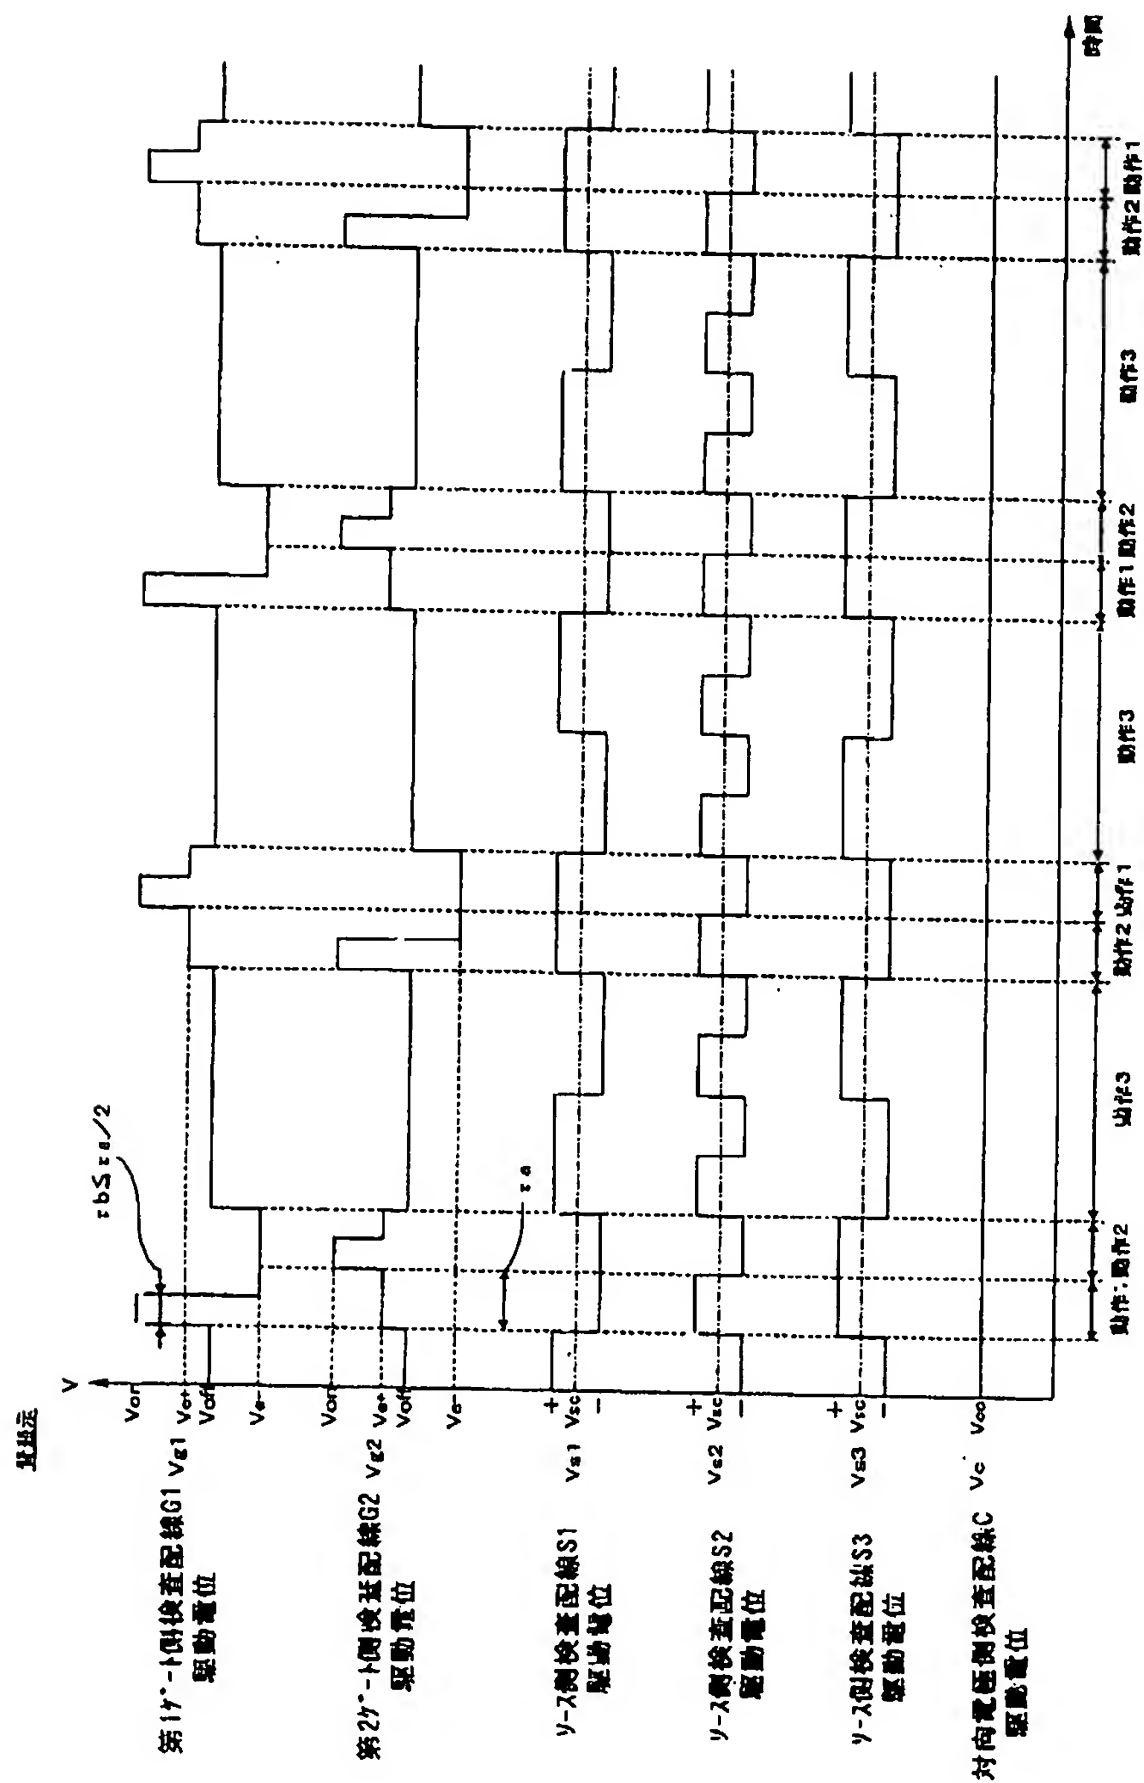 V
τb≦τa/2
τa
第1ゲート側検査配線G1
駆動電位
Vg1
Von
Ve+
Voff
Ve-
第2ゲート側検査配線G2
駆動電位
Vg2
Von
Ve+
Voff
Ve-
ソース側検査配線S1
駆動電位
Vs1
+
Vsc
-
ソース側検査配線S2
駆動電位
Vs2
+
Vsc
-
ソース側検査配線S3
駆動電位
Vs3
+
Vsc
-
対向電極側検査配線C
駆動電位
Vc
動作1 動作2 動作3 動作2 動作1 動作3 動作1 動作2 動作3 動作2 動作1
時間